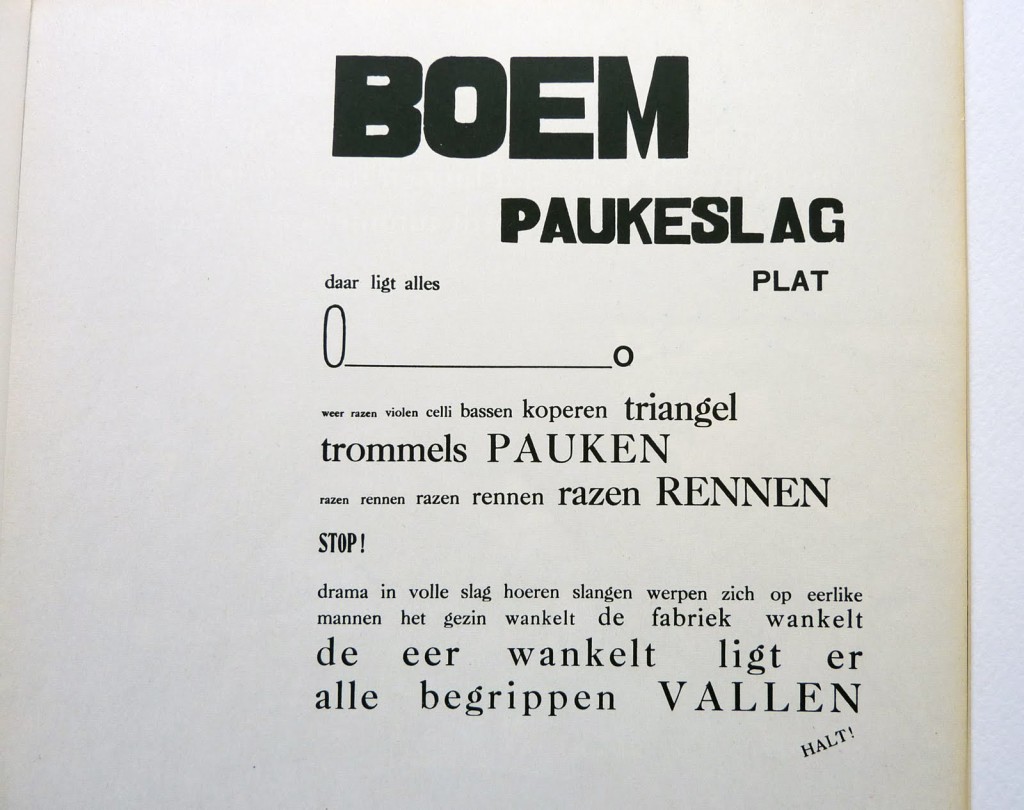 BOEM
PAUKESLAG
daar ligt alles PLAT
O____________________o
weer razen violen celli bassen koperen triangel
trommels PAUKEN
razen rennen razen rennen razen RENNEN
STOP!
drama in volle slag hoeren slangen werpen zich op eerlike
mannen het gezin wankelt de fabriek wankelt
de eer wankelt ligt er
alle begrippen VALLEN
HALT!